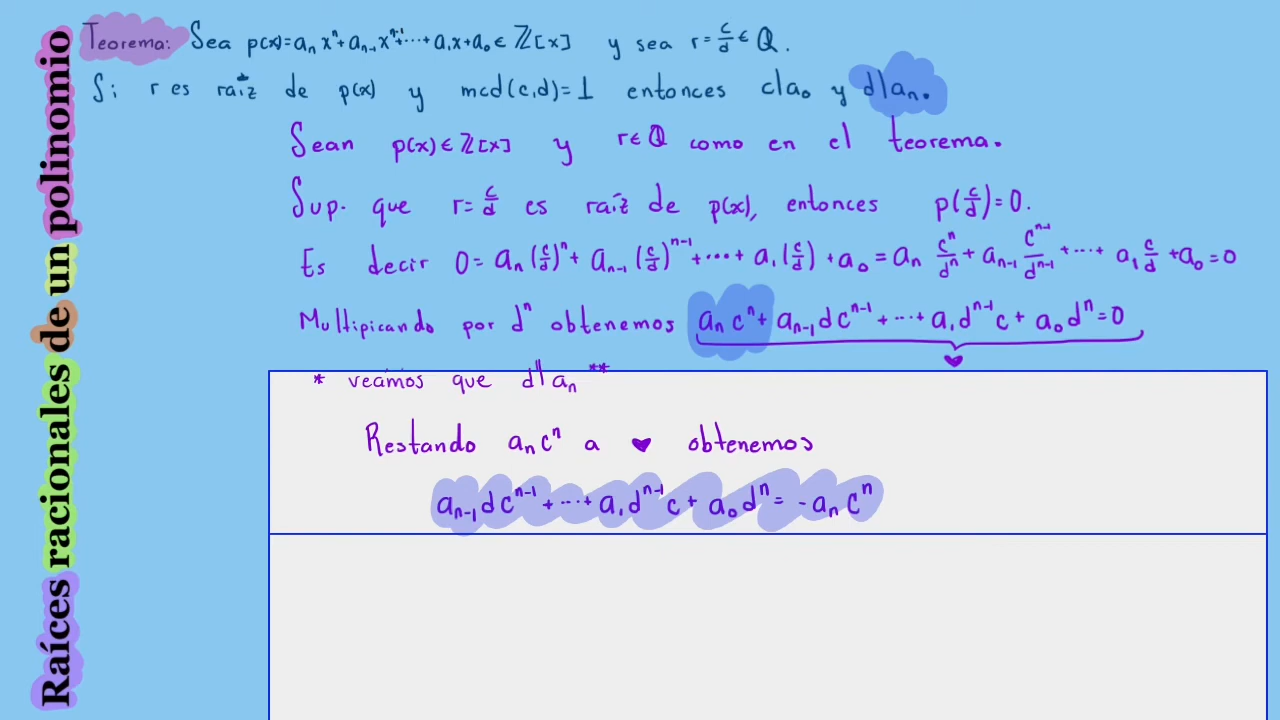 Raíces racionales de un polinomio
Teorema: Sea p(x)=aₙxⁿ+aₙ₋₁xⁿ⁻¹+···+a₁x+a₀ ∈ ℤ[x] y sea r=c/d ∈ ℚ.
Si r es raíz de p(x) y mcd(c,d)=1 entonces c|a₀ y d|aₙ.
Sean p(x)∈ℤ[x] y r∈ℚ como en el teorema.
Sup. que r=c/d es raíz de p(x), entonces p(c/d)=0.
Es decir 0=aₙ(c/d)ⁿ+aₙ₋₁(c/d)ⁿ⁻¹+···+a₁(c/d)+a₀=aₙ cⁿ/dⁿ+aₙ₋₁ cⁿ⁻¹/dⁿ⁻¹+···+a₁ c/d+a₀=0
Multipicando por dⁿ obtenemos aₙcⁿ+aₙ₋₁dcⁿ⁻¹+···+a₁dⁿ⁻¹c+a₀dⁿ=0
♥
* veamos que d|aₙ **
Restando aₙcⁿ a ♥ obtenemos
aₙ₋₁dcⁿ⁻¹+···+a₁dⁿ⁻¹c+a₀dⁿ=-aₙcⁿ